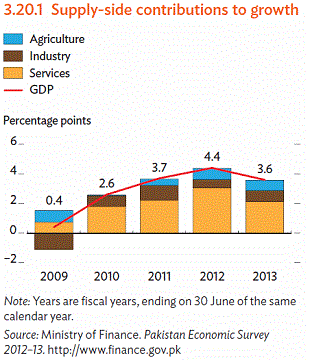 3.20.1 Supply-side contributions to growth
Agriculture
Industry
Services
GDP
Percentage points
6
4
2
0
−2
0.4
2.6
3.7
4.4
3.6
2009 2010 2011 2012 2013
Note: Years are fiscal years, ending on 30 June of the same
calendar year.
Source: Ministry of Finance. Pakistan Economic Survey
2012–13. http://www.finance.gov.pk